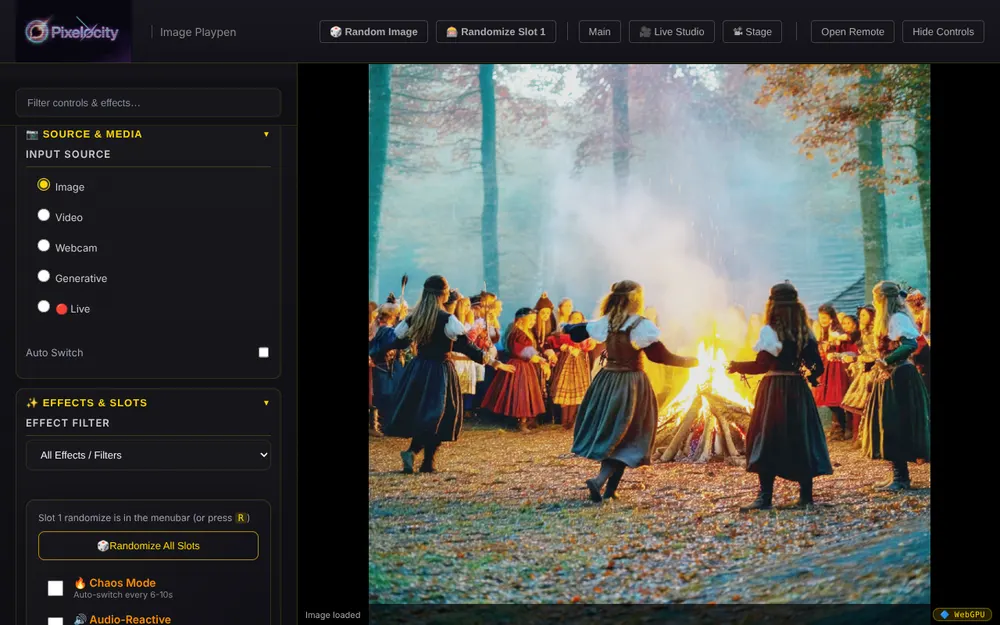 Pixelocity
Image Playpen
🎲 Random Image
🎰 Randomize Slot 1
Main
🎥 Live Studio
📽 Stage
Open Remote
Hide Controls
Filter controls & effects…
📷 SOURCE & MEDIA ▼
INPUT SOURCE
Image
Video
Webcam
Generative
🔴 Live
Auto Switch
✨ EFFECTS & SLOTS ▼
EFFECT FILTER
All Effects / Filters
Slot 1 randomize is in the menubar (or press R)
🎲Randomize All Slots
🔥 Chaos Mode
Auto-switch every 6-10s
🔊 Audio-Reactive
Image loaded
🔷 WebGPU